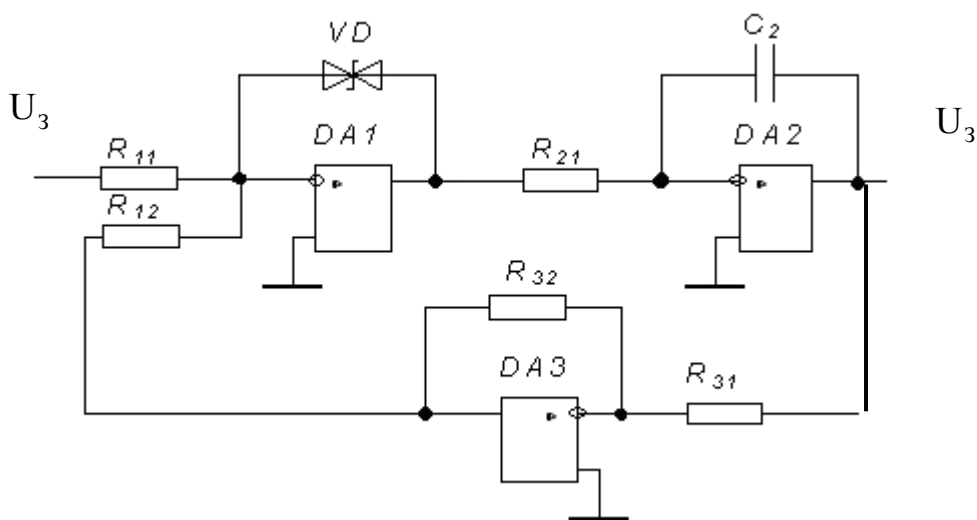 VD
C₂
U₃
DA1
DA2
U₃
R₁₁
R₂₁
R₁₂
R₃₂
DA3
R₃₁